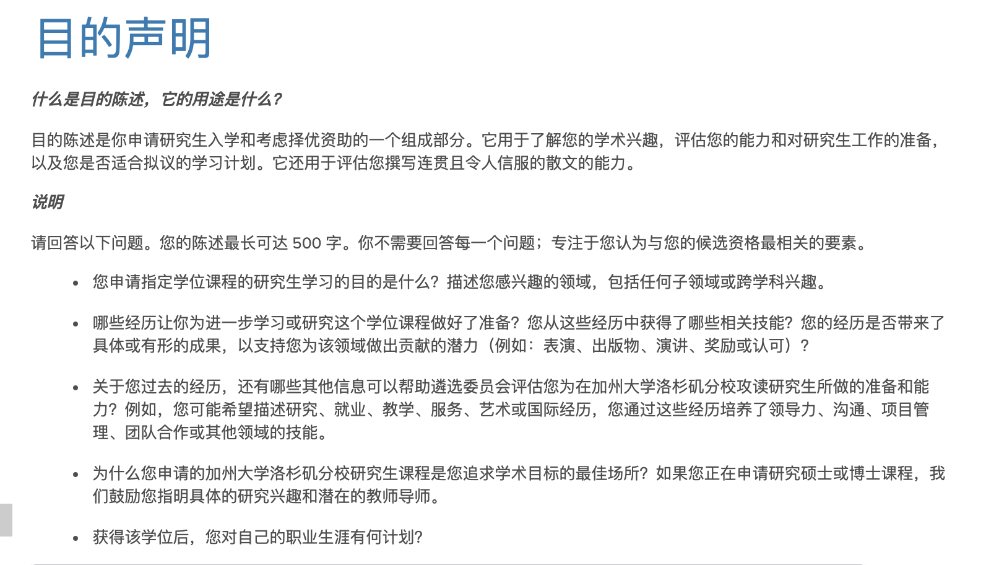 目的声明
什么是目的陈述，它的用途是什么？
目的陈述是你申请研究生入学和考虑择优资助的一个组成部分。它用于了解您的学术兴趣，评估您的能力和对研究生工作的准备，
以及您是否适合拟议的学习计划。它还用于评估您撰写连贯且令人信服的散文的能力。
说明
请回答以下问题。您的陈述最长可达 500 字。你不需要回答每一个问题；专注于您认为与您的候选资格最相关的要素。
• 您申请指定学位课程的研究生学习的目的是什么？描述您感兴趣的领域，包括任何子领域或跨学科兴趣。
• 哪些经历让你为进一步学习或研究这个学位课程做好了准备？您从这些经历中获得了哪些相关技能？您的经历是否带来了
具体或有形的成果，以支持您为该领域做出贡献的潜力（例如：表演、出版物、演讲、奖励或认可）？
• 关于您过去的经历，还有哪些其他信息可以帮助遴选委员会评估您为在加州大学洛杉矶分校攻读研究生所做的准备和能
力？例如，您可能希望描述研究、就业、教学、服务、艺术或国际经历，您通过这些经历培养了领导力、沟通、项目管
理、团队合作或其他领域的技能。
• 为什么您申请的加州大学洛杉矶分校研究生课程是您追求学术目标的最佳场所？如果您正在申请研究硕士或博士课程，我
们鼓励您指明具体的研究兴趣和潜在的教师导师。
• 获得该学位后，您对自己的职业生涯有何计划？